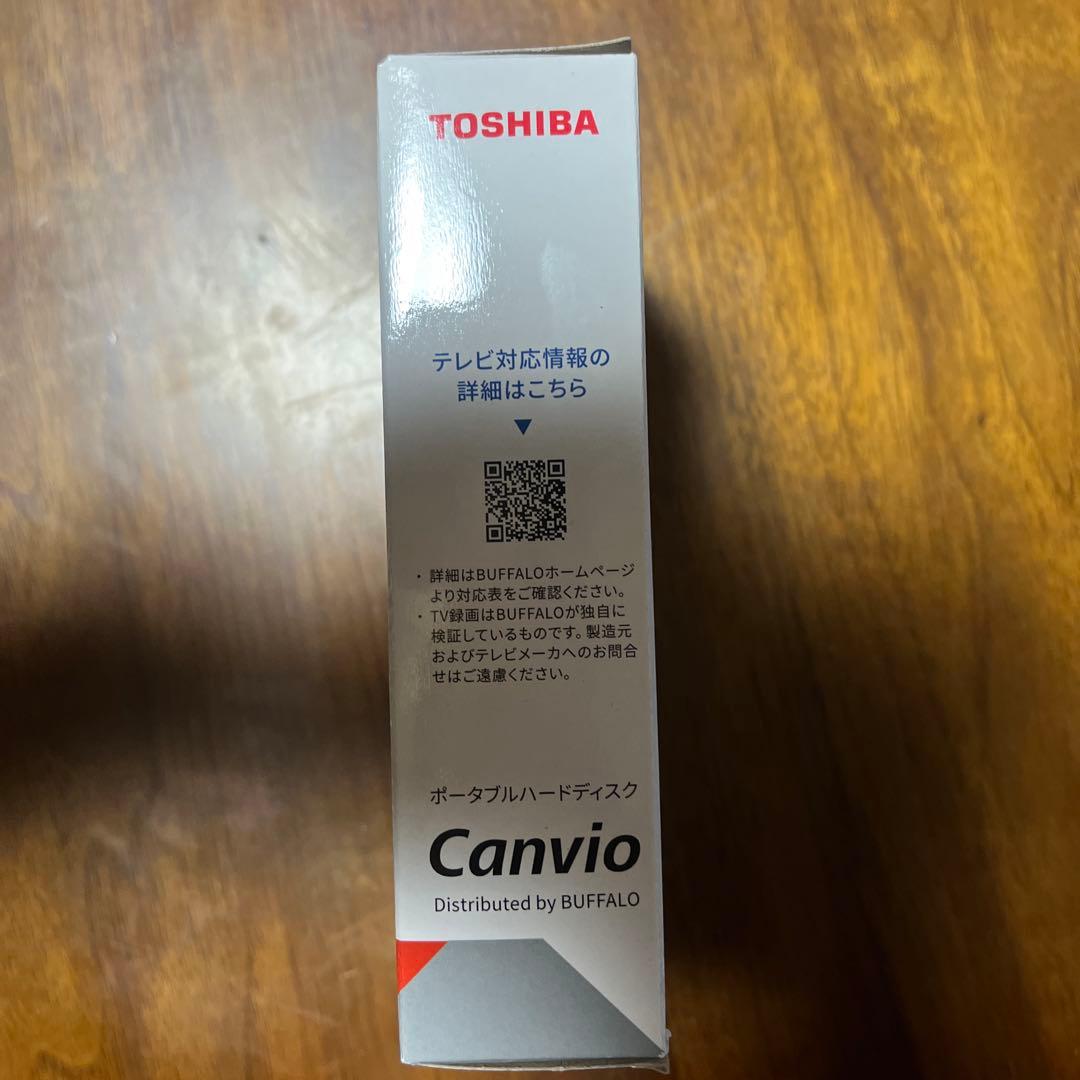 TOSHIBA
テレビ対応情報の
詳細はこちら
▼
・詳細はBUFFALOホームページ
より対応表をご確認ください。
・TV録画はBUFFALOが独自に
検証しているものです。製造元
およびテレビメーカへのお問合
せはご遠慮ください。
ポータブルハードディスク
Canvio
Distributed by BUFFALO